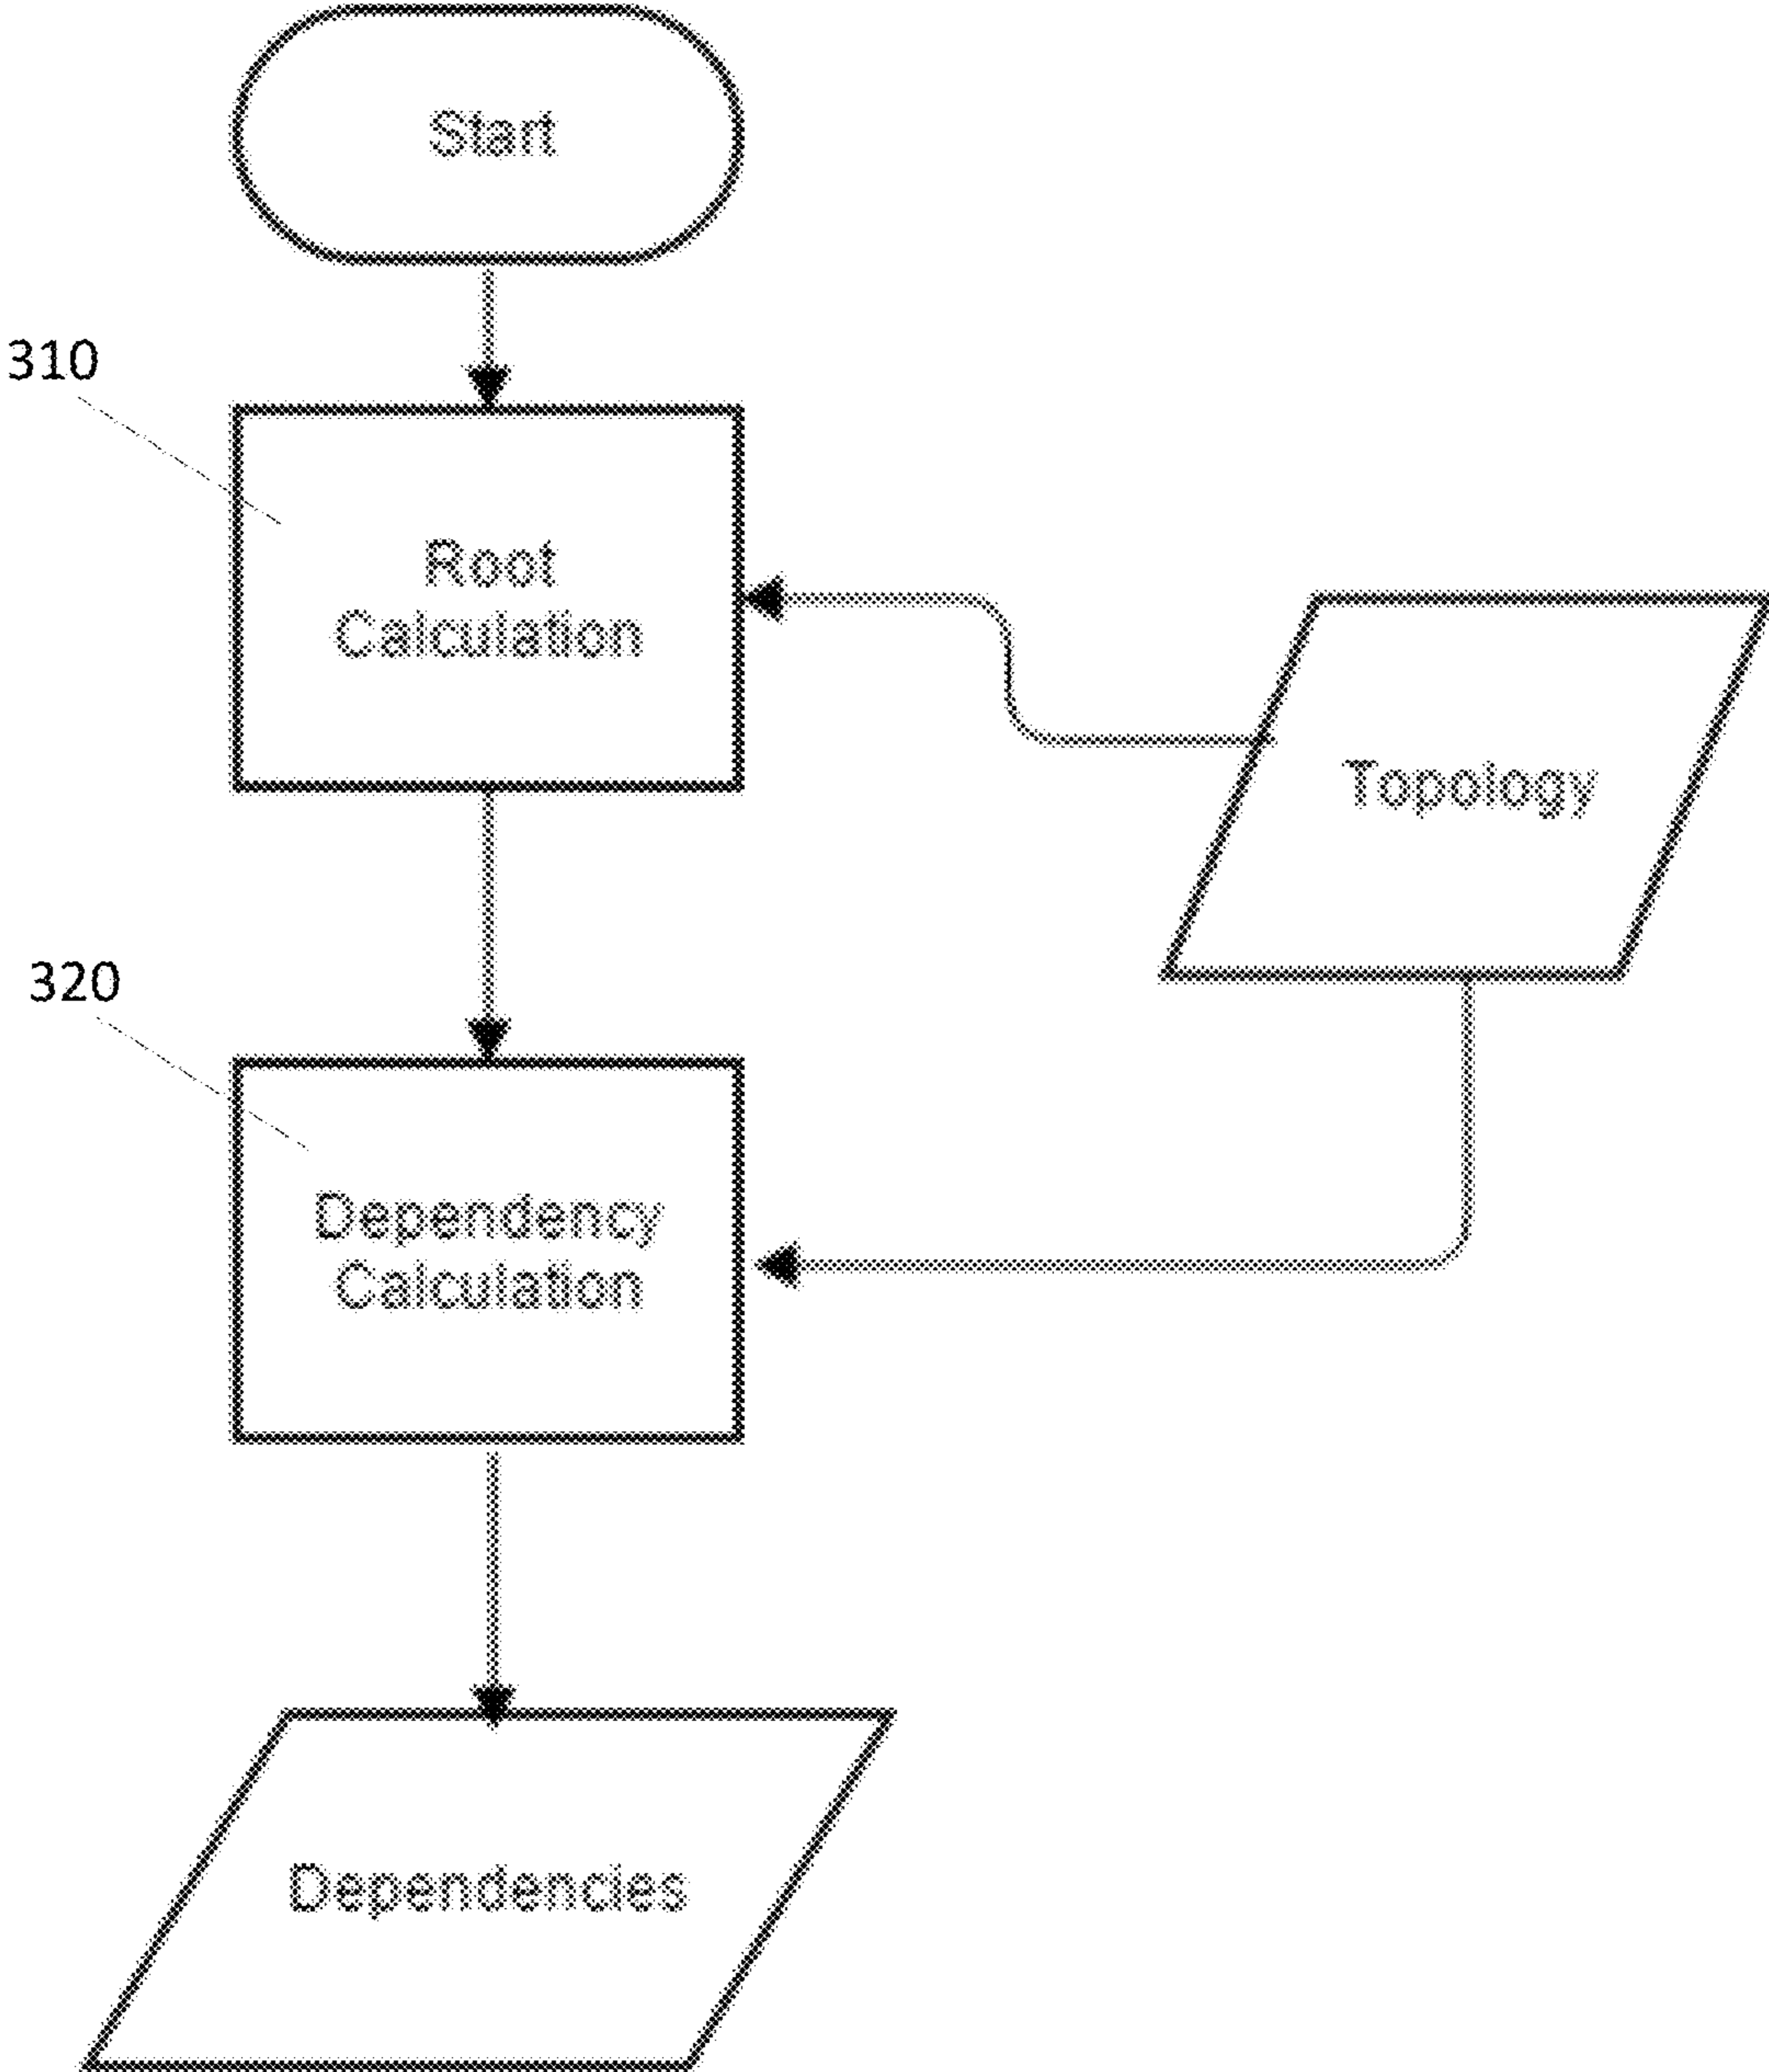 Start
310
Root
Calculation
Topology
320
Dependency
Calculation
Dependencies